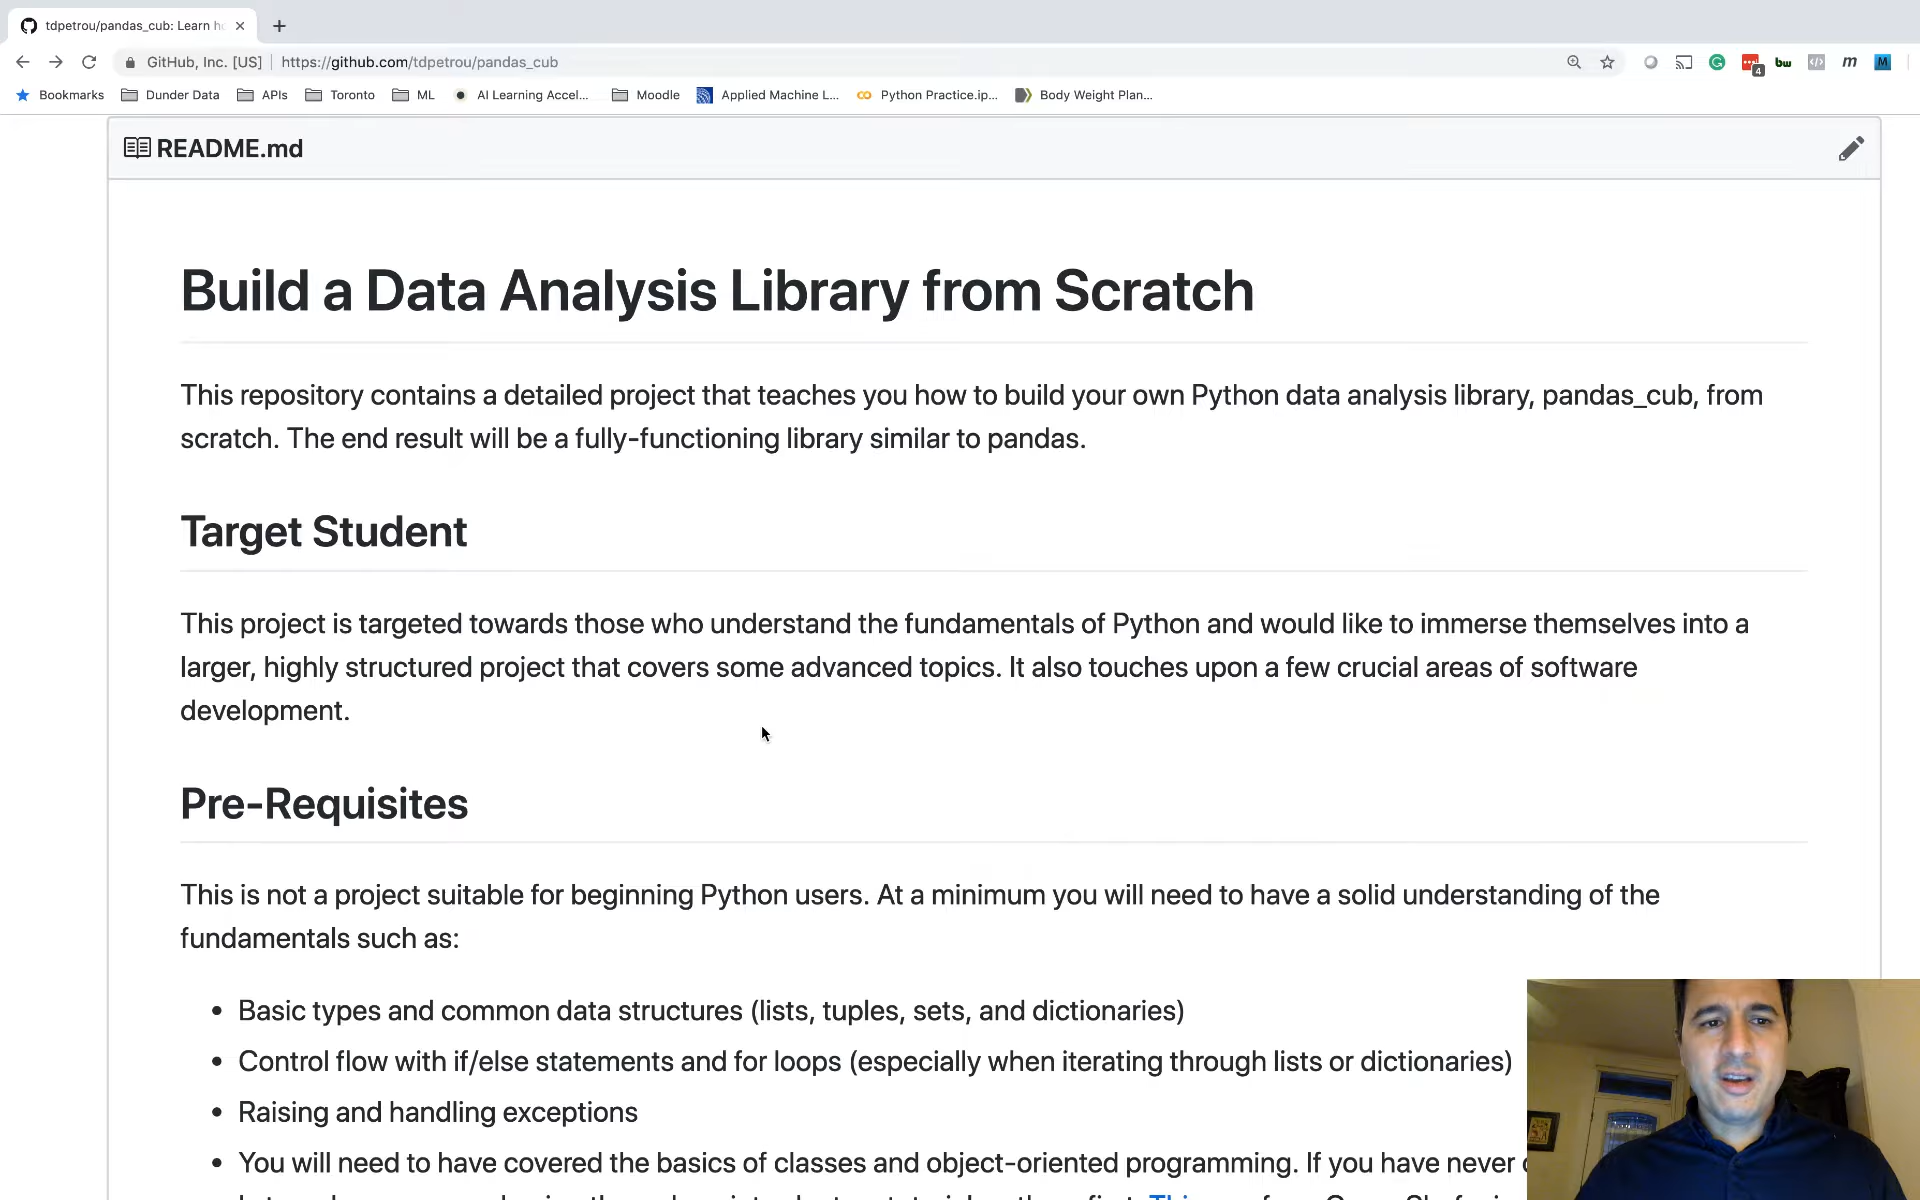 tdpetrou/pandas_cub: Learn h
GitHub, Inc. [US] https://github.com/tdpetrou/pandas_cub
4 bw m M
Bookmarks Dunder Data APIs Toronto ML AI Learning Accel... Moodle Applied Machine L... Python Practice.ip... Body Weight Plan...
README.md
Build a Data Analysis Library from Scratch
This repository contains a detailed project that teaches you how to build your own Python data analysis library, pandas_cub, from
scratch. The end result will be a fully-functioning library similar to pandas.
Target Student
This project is targeted towards those who understand the fundamentals of Python and would like to immerse themselves into a
larger, highly structured project that covers some advanced topics. It also touches upon a few crucial areas of software
development.
Pre-Requisites
This is not a project suitable for beginning Python users. At a minimum you will need to have a solid understanding of the
fundamentals such as:
• Basic types and common data structures (lists, tuples, sets, and dictionaries)
• Control flow with if/else statements and for loops (especially when iterating through lists or dictionaries)
• Raising and handling exceptions
• You will need to have covered the basics of classes and object-oriented programming. If you have never